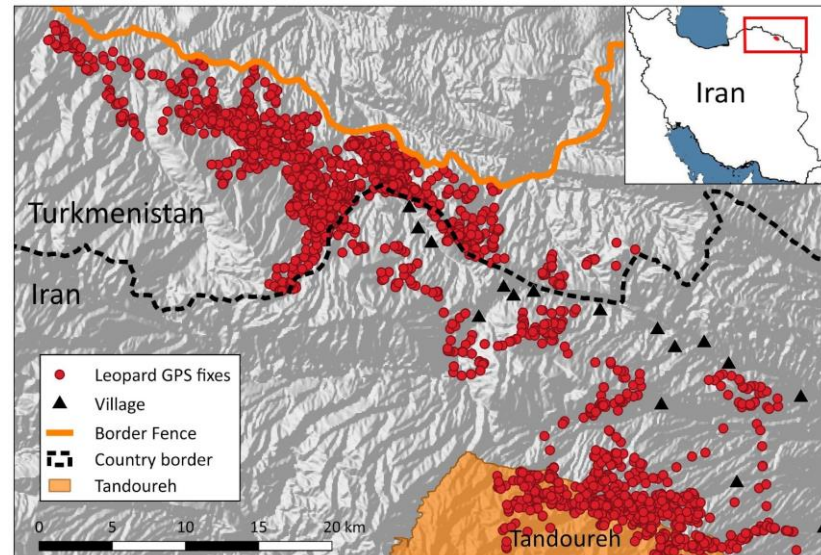 Iran
Turkmenistan
Iran
Leopard GPS fixes
Village
Border Fence
Country border
Tandoureh
0 5 10 15 20 km
Tandoureh